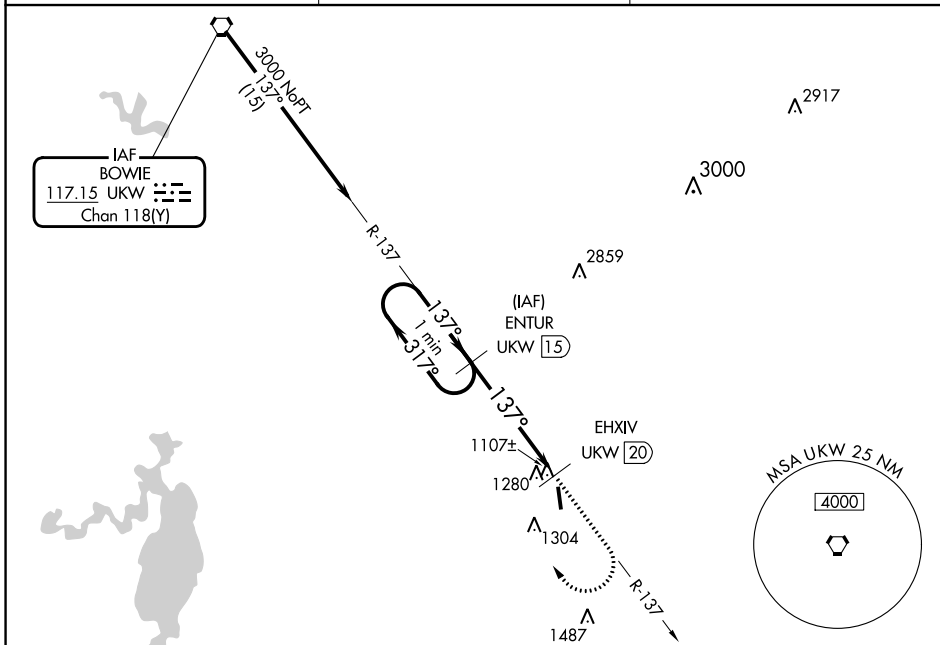 3000 NoPT
137°
(15)
2917
3000
IAF
BOWIE
117.15 UKW
Chan 118(Y)
R-137
2859
(IAF)
ENTUR
UKW 15
137°
1 min
317°
137°
EHXIV
UKW 20
1107±
1280
1304
MSA UKW 25 NM
4000
R-137
1487